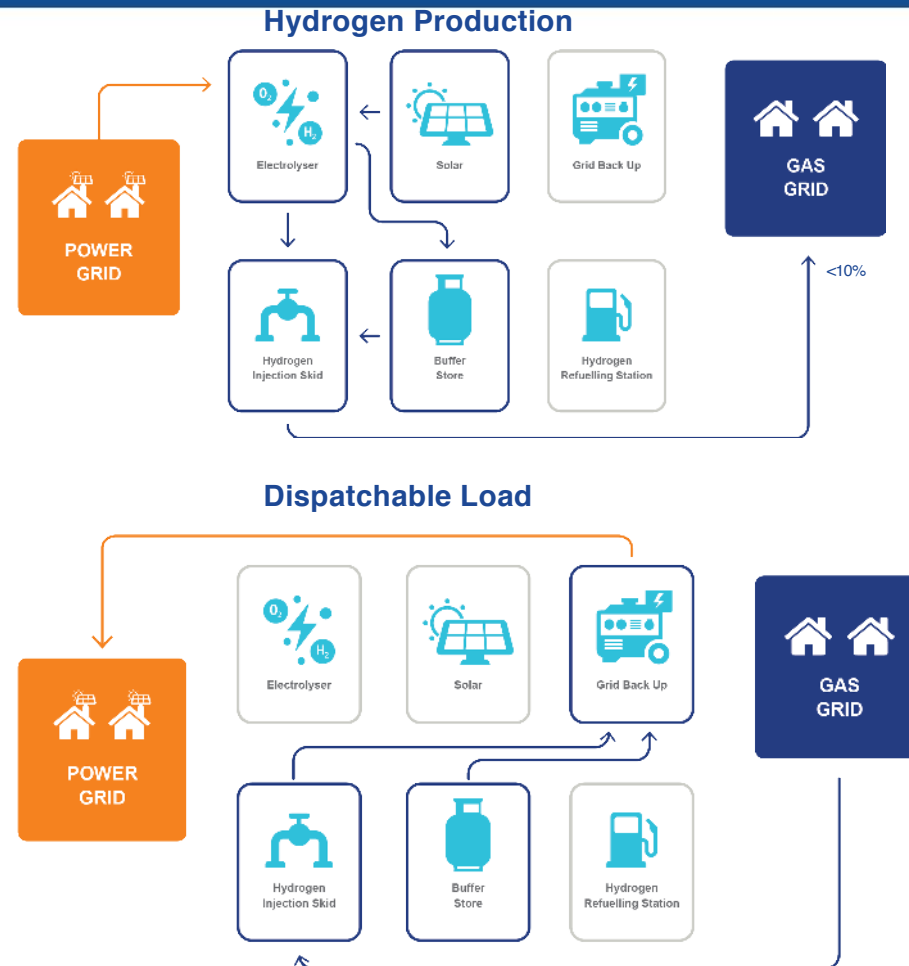 Hydrogen Production
O₂
H₂
Electrolyser
Solar
Grid Back Up
GAS
GRID
POWER
GRID
<10%
Hydrogen
Injection Skid
Buffer
Store
Hydrogen
Refuelling Station
Dispatchable Load
O₂
H₂
Electrolyser
Solar
Grid Back Up
GAS
GRID
POWER
GRID
Hydrogen
Injection Skid
Buffer
Store
Hydrogen
Refuelling Station